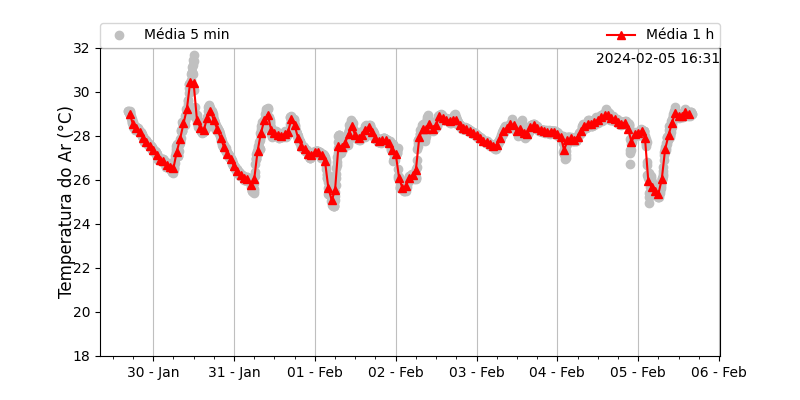 Média 5 min
Média 1 h
2024-02-05 16:31
Temperatura do Ar (°C)
32
30
28
26
24
22
20
18
30 - Jan
31 - Jan
01 - Feb
02 - Feb
03 - Feb
04 - Feb
05 - Feb
06 - Feb